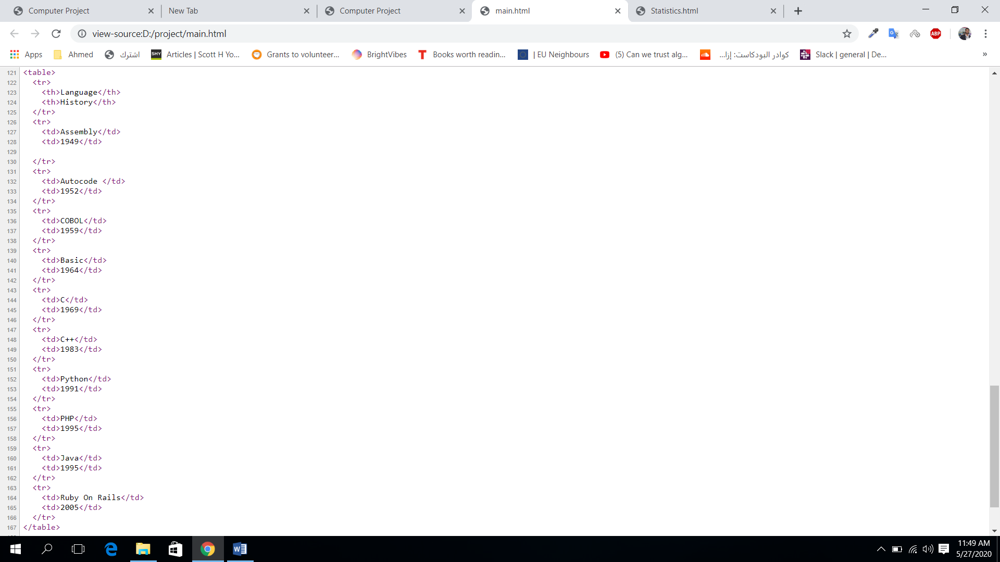 Computer Project
New Tab
Computer Project
main.html
Statistics.html
view-source:D:/project/main.html
Apps
Ahmed
اشترك
SHY Articles | Scott H Yo...
Grants to volunteer...
BrightVibes
T Books worth readin...
| EU Neighbours
(5) Can we trust alg...
كوادر البودكاست: إزا...
Slack | general | De...
ABP
»
121 <table>
122 <tr>
123 <th>Language</th>
124 <th>History</th>
125 </tr>
126 <tr>
127 <td>Assembly</td>
128 <td>1949</td>
129
130 </tr>
131 <tr>
132 <td>Autocode </td>
133 <td>1952</td>
134 </tr>
135 <tr>
136 <td>COBOL</td>
137 <td>1959</td>
138 </tr>
139 <tr>
140 <td>Basic</td>
141 <td>1964</td>
142 </tr>
143 <tr>
144 <td>C</td>
145 <td>1969</td>
146 </tr>
147 <tr>
148 <td>C++</td>
149 <td>1983</td>
150 </tr>
151 <tr>
152 <td>Python</td>
153 <td>1991</td>
154 </tr>
155 <tr>
156 <td>PHP</td>
157 <td>1995</td>
158 </tr>
159 <tr>
160 <td>Java</td>
161 <td>1995</td>
162 </tr>
163 <tr>
164 <td>Ruby On Rails</td>
165 <td>2005</td>
166 </tr>
167 </table>
11:49 AM
5/27/2020